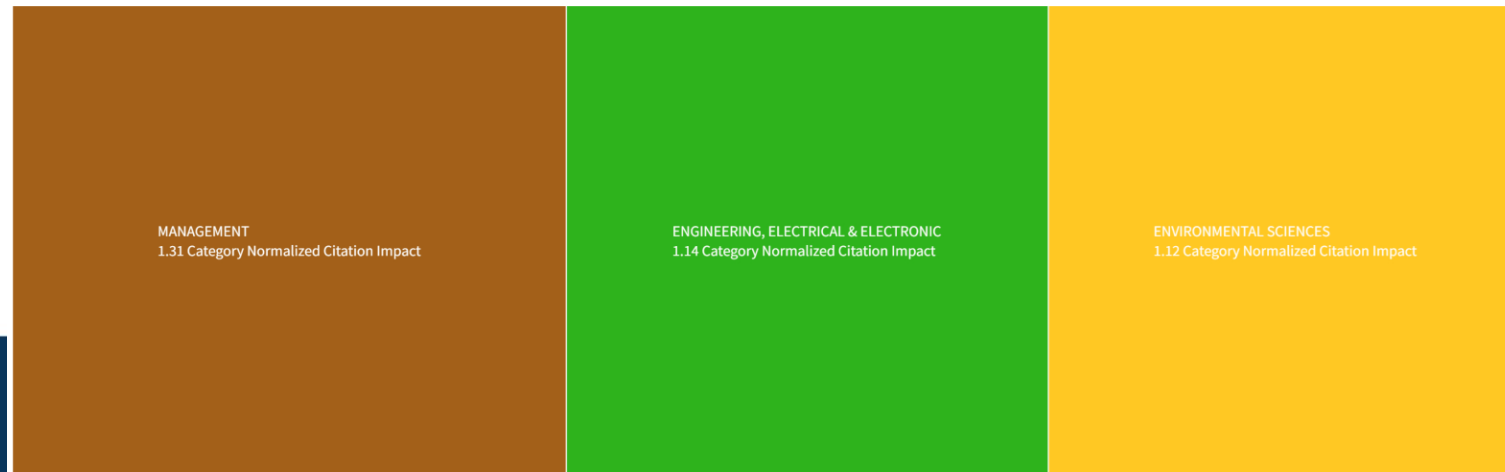 MANAGEMENT
1.31 Category Normalized Citation Impact
ENGINEERING, ELECTRICAL & ELECTRONIC
1.14 Category Normalized Citation Impact
ENVIRONMENTAL SCIENCES
1.12 Category Normalized Citation Impact